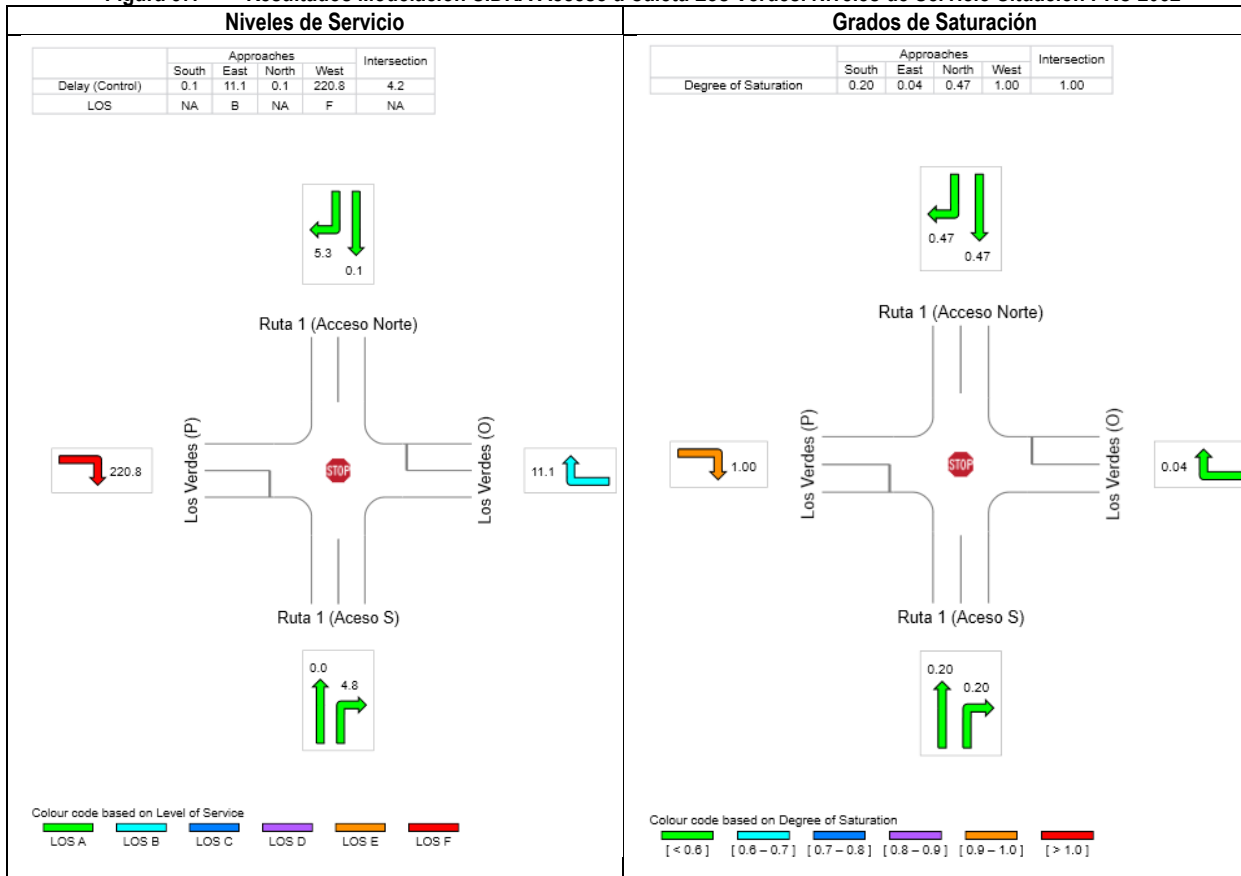 Niveles de Servicio
Approaches Intersection
South East North West
Delay (Control) 0.1 11.1 0.1 220.8 4.2
LOS NA B NA F NA
5.3
0.1
Ruta 1 (Acceso Norte)
Los Verdes (P)
220.8
STOP
11.1
Los Verdes (O)
Ruta 1 (Aceso S)
0.0
4.8
Colour code based on Level of Service
LOS A LOS B LOS C LOS D LOS E LOS F
Grados de Saturación
Approaches Intersection
South East North West
Degree of Saturation 0.20 0.04 0.47 1.00 1.00
0.47
0.47
Ruta 1 (Acceso Norte)
Los Verdes (P)
1.00
STOP
0.04
Los Verdes (O)
Ruta 1 (Aceso S)
0.20
0.20
Colour code based on Degree of Saturation
[ < 0.6 ] [ 0.6 – 0.7 ] [ 0.7 – 0.8 ] [ 0.8 – 0.9 ] [ 0.9 – 1.0 ] [ > 1.0 ]